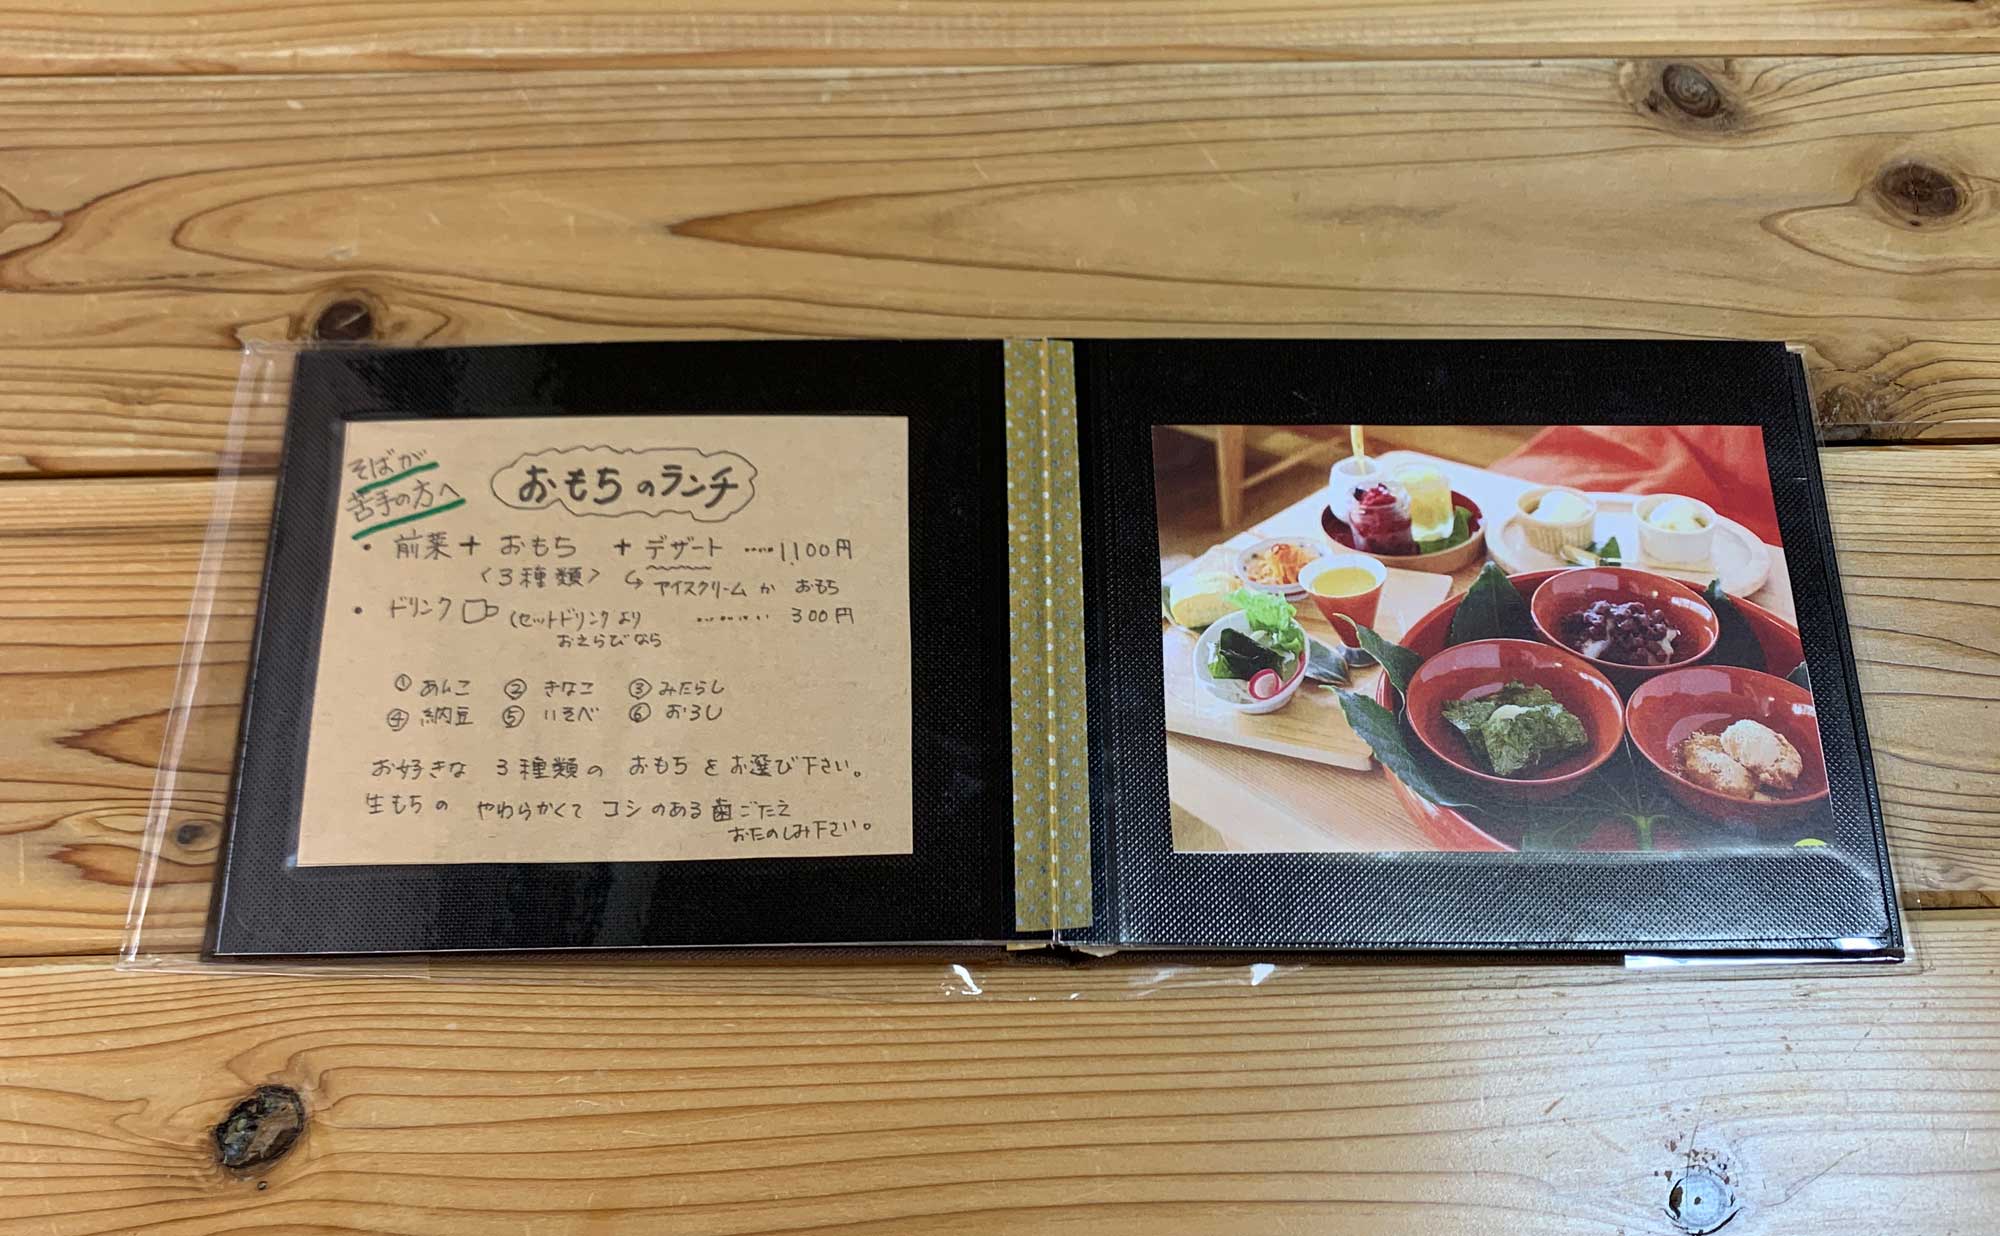 そばが
苦手の方へ
おもちのランチ
・前菜+おもち+デザート ‥‥‥1,100円
〈3種類〉 ↳アイスクリームか おもち
・ドリンク (セットドリンクより ‥‥‥‥ 300円
おえらびなら
① あんこ ② きなこ ③ みたらし
④ 納豆 ⑤ いそべ ⑥ おろし
お好きな 3種類の おもちをお選び下さい。
生もちの やわらかくて コシのある歯ごたえ
おたのしみ下さい。